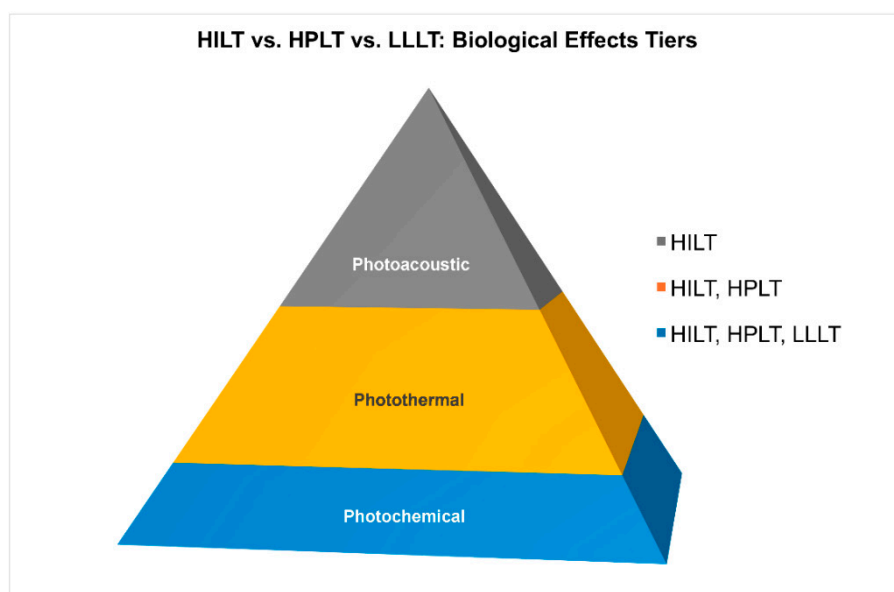 HILT vs. HPLT vs. LLLT: Biological Effects Tiers
Photoacoustic
Photothermal
Photochemical
HILT
HILT, HPLT
HILT, HPLT, LLLT